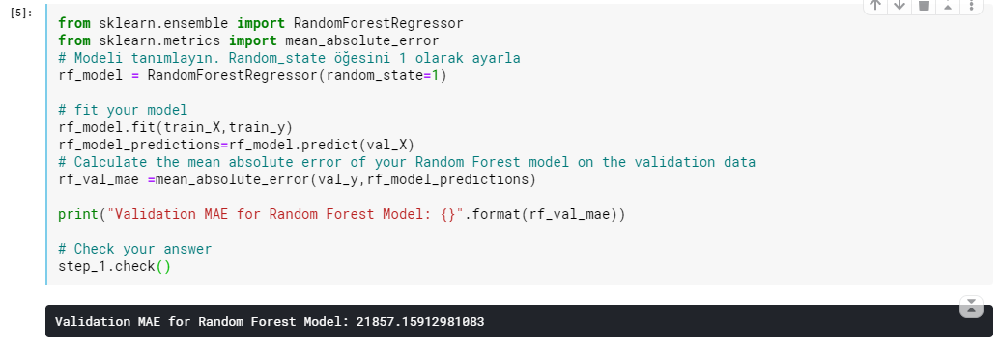 [5]:
from sklearn.ensemble import RandomForestRegressor
from sklearn.metrics import mean_absolute_error
# Modeli tanımlayın. Random_state öğesini 1 olarak ayarla
rf_model = RandomForestRegressor(random_state=1)
# fit your model
rf_model.fit(train_X,train_y)
rf_model_predictions=rf_model.predict(val_X)
# Calculate the mean absolute error of your Random Forest model on the validation data
rf_val_mae =mean_absolute_error(val_y,rf_model_predictions)
print("Validation MAE for Random Forest Model: {}".format(rf_val_mae))
# Check your answer
step_1.check()
Validation MAE for Random Forest Model: 21857.15912981083